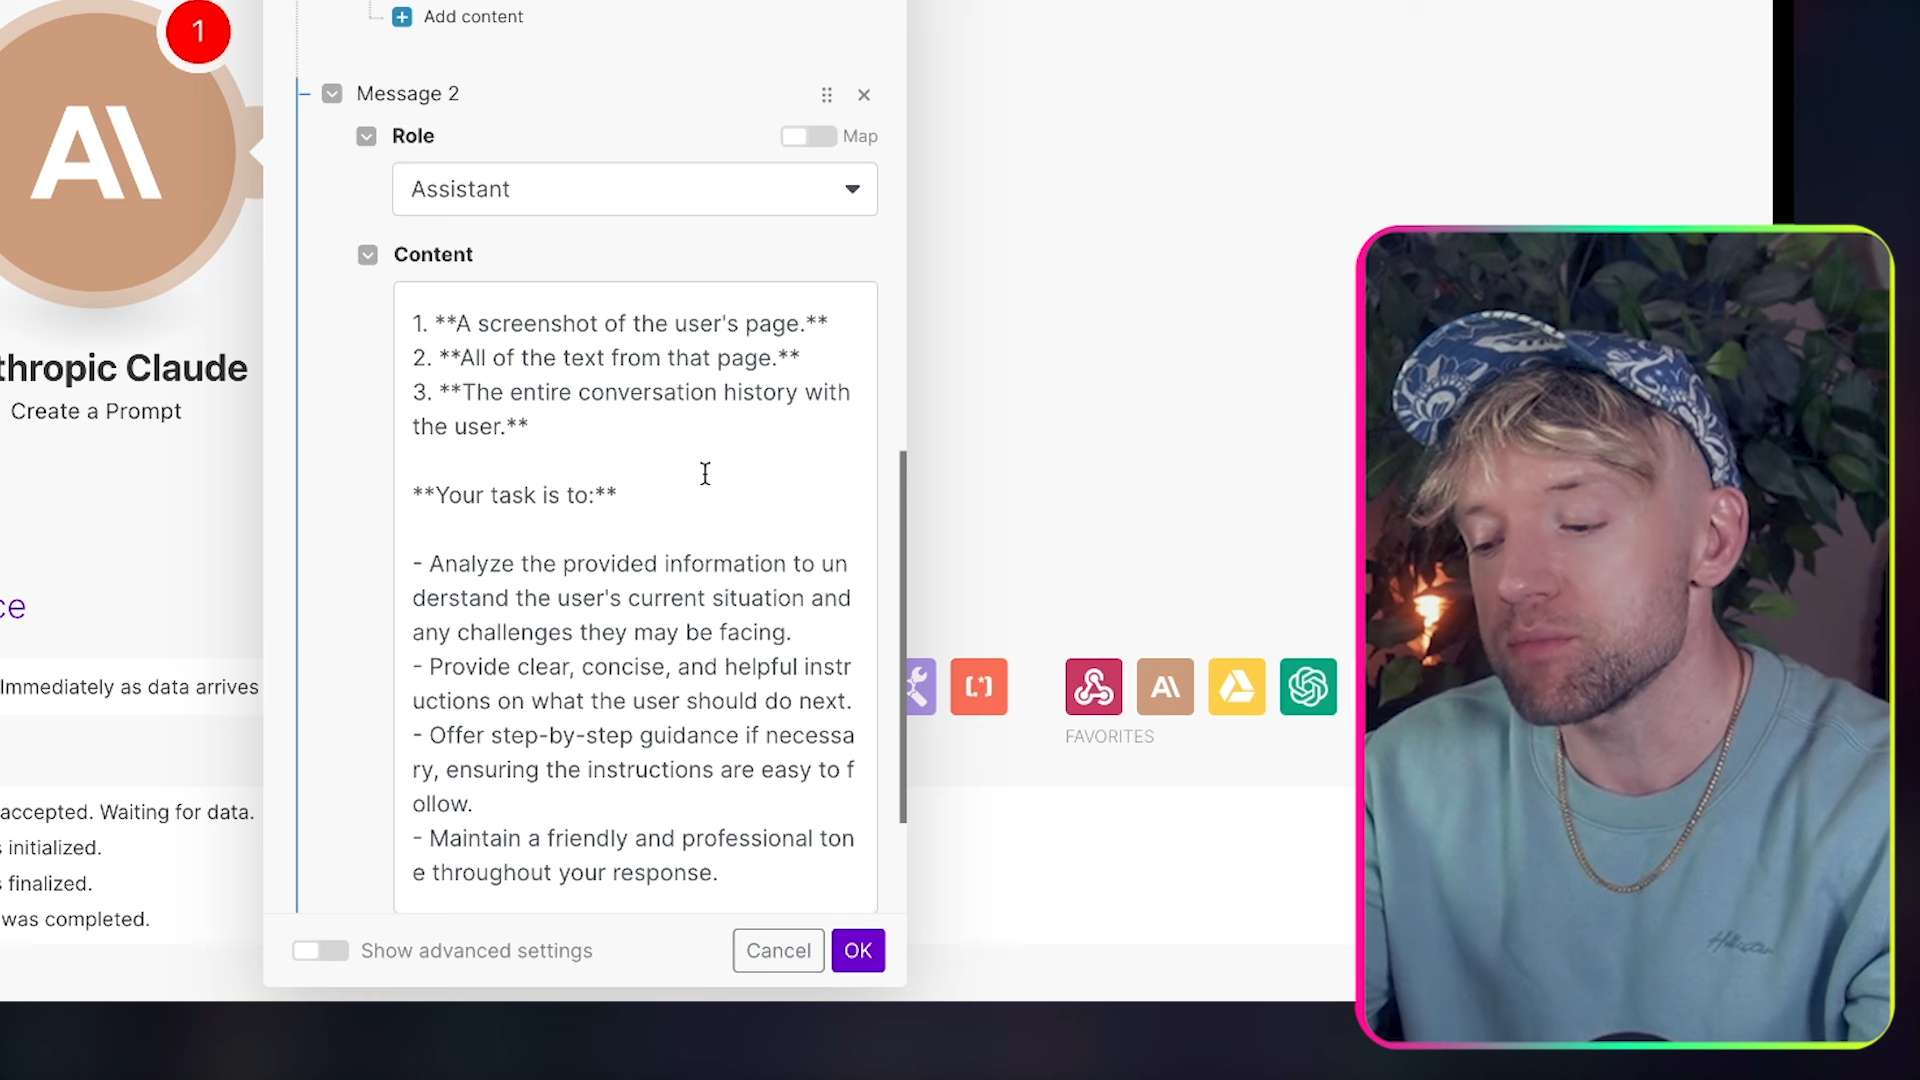 Add content
1
Message 2
Role
Map
Assistant
Content
1. **A screenshot of the user's page.**
2. **All of the text from that page.**
3. **The entire conversation history with
the user.**
**Your task is to:**
- Analyze the provided information to un
derstand the user's current situation and
any challenges they may be facing.
- Provide clear, concise, and helpful instr
uctions on what the user should do next.
- Offer step-by-step guidance if necessa
ry, ensuring the instructions are easy to f
ollow.
- Maintain a friendly and professional ton
e throughout your response.
Show advanced settings
Cancel
OK
A\
thropic Claude
Create a Prompt
ce
Immediately as data arrives
accepted. Waiting for data.
s initialized.
s finalized.
was completed.
[.*]
A\
FAVORITES
Hollister